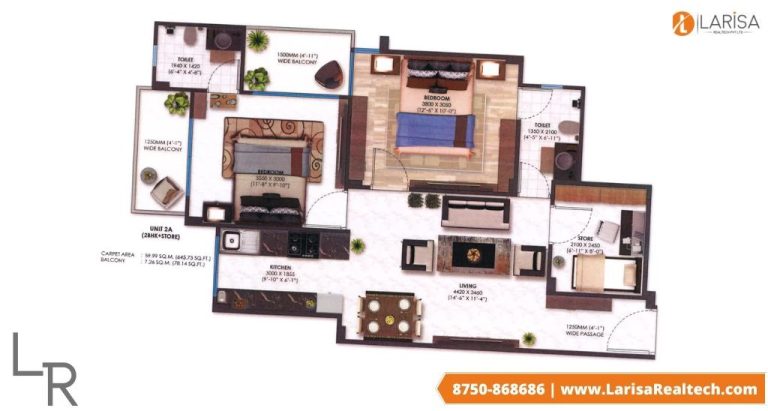 LARISA
REALTECH PVT LTD
TOILET
1940 X 1420
(6'-4" X 4'-8")
1500MM (4'-11")
WIDE BALCONY
BEDROOM
3800 X 3050
(12'-6" X 10'-0")
TOILET
1350 X 2100
(4'-5" X 6'-11")
1250MM (4'-1")
WIDE BALCONY
BEDROOM
3550 X 3000
(11'-8" X 9'-10")
UNIT 2A
(2BHK+STORE)
CARPET AREA : 59.99 SQ.M. (645.73 SQ.FT.)
BALCONY : 7.26 SQ.M. (78.14 SQ.FT.)
KITCHEN
3000 X 1855
(9'-10" X 6'-1")
LIVING
4420 X 3460
(14'-6" X 11'-4")
STORE
2100 X 2450
(6'-11" X 8'-0")
1250MM (4'-1")
WIDE PASSAGE
LR
8750-868686 | www.LarisaRealtech.com